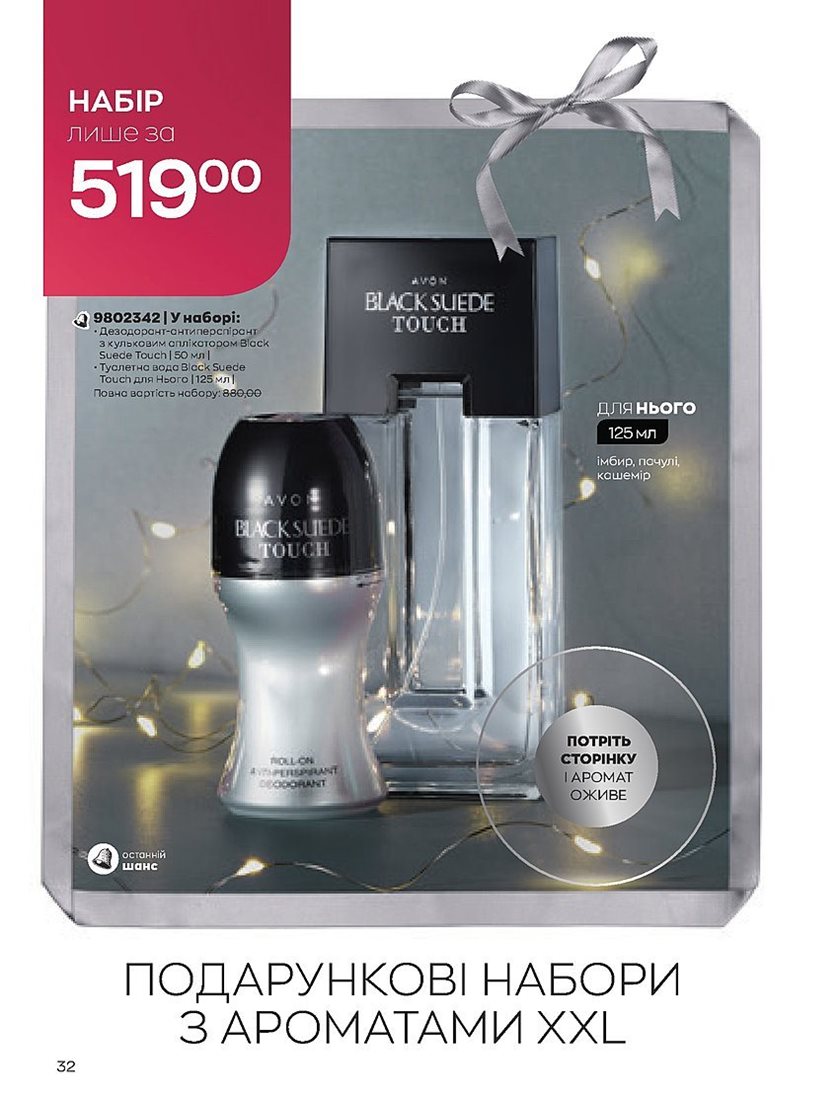 НАБІР
лише за
519⁰⁰
9802342 | У наборі:
• Дезодорант-антиперспірант
з кульковим аплікатором Black
Suede Touch | 50 мл |
• Туалетна вода Black Suede
Touch для Нього | 125 мл |
Повна вартість набору: 880,00
AVON
BLACK SUEDE
TOUCH
ДЛЯ НЬОГО
125 мл
імбир, пачулі,
кашемір
AVON
BLACK SUEDE
TOUCH
ROLL-ON
ANTI-PERSPIRANT
DEODORANT
ПОТРІТЬ
СТОРІНКУ
І АРОМАТ
ОЖИВЕ
останній
шанс
ПОДАРУНКОВІ НАБОРИ
З АРОМАТАМИ XXL
32